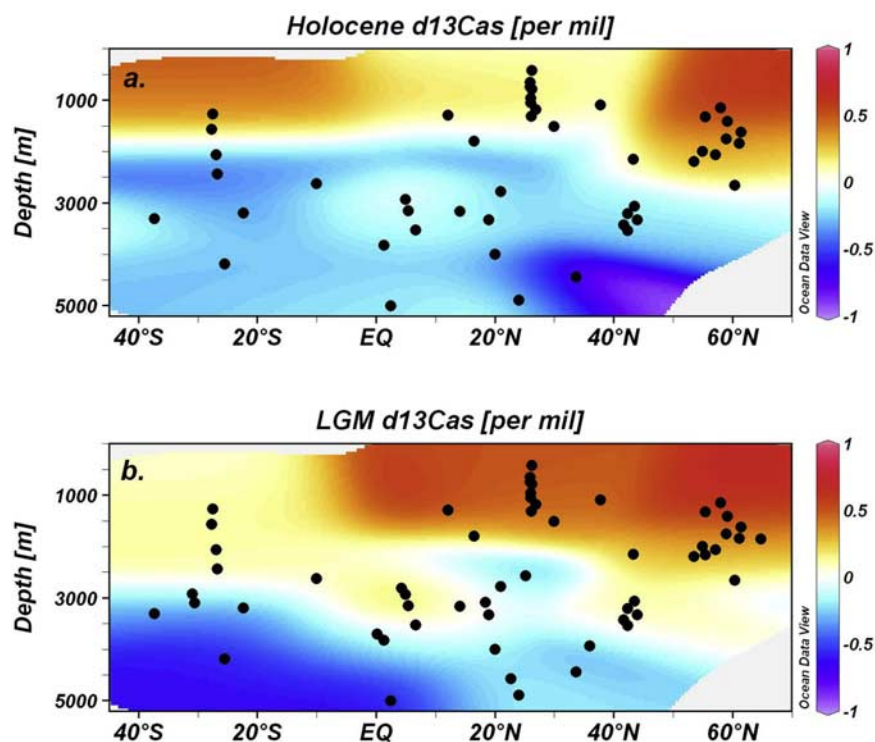 Holocene d13Cas [per mil]
a.
Depth [m]
1000
3000
5000
40°S 20°S EQ 20°N 40°N 60°N
1
0.5
0
-0.5
-1
Ocean Data View
LGM d13Cas [per mil]
b.
Depth [m]
1000
3000
5000
40°S 20°S EQ 20°N 40°N 60°N
1
0.5
0
-0.5
-1
Ocean Data View